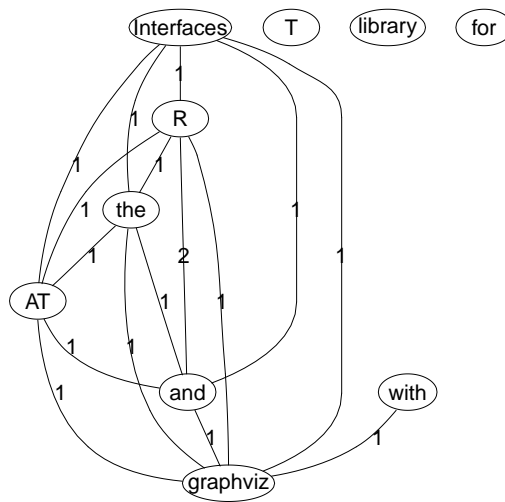 Interfaces T library for
1
R
1 1
1 1
the
1 2 1 1
AT
1 1
1 1
1
and with
1 1
graphviz